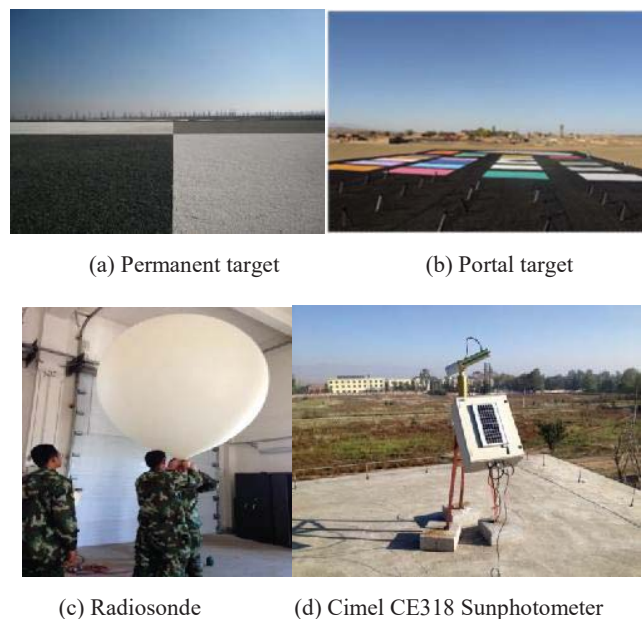 (a) Permanent target
(b) Portal target
(c) Radiosonde
(d) Cimel CE318 Sunphotometer